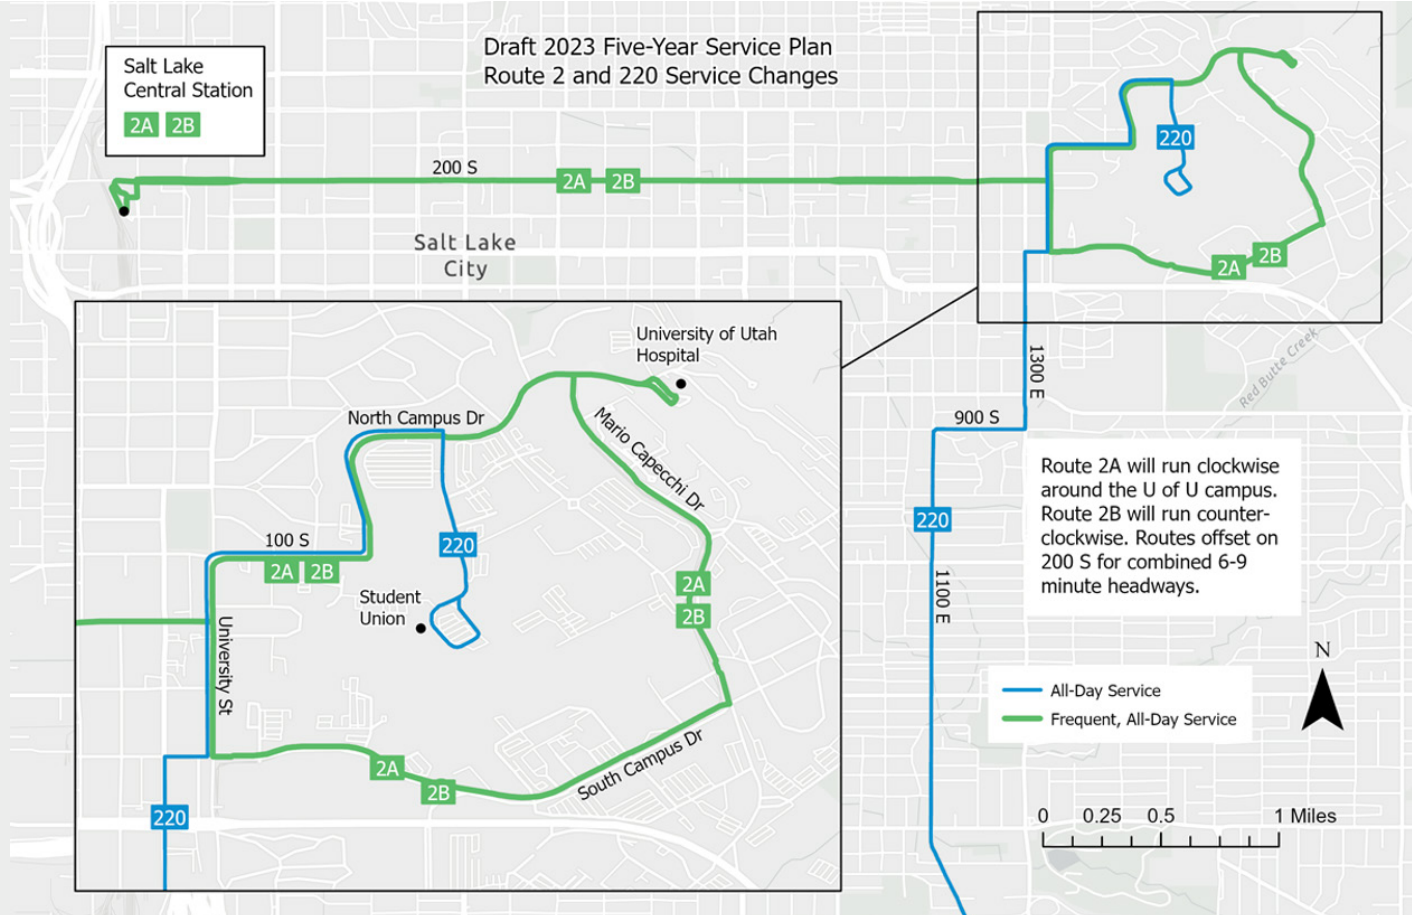 Draft 2023 Five-Year Service Plan
Route 2 and 220 Service Changes
Salt Lake
Central Station
2A 2B
200 S
2A 2B
Salt Lake
City
220
2B
2A
1300 E
Red Butte Creek
900 S
220
1100 E
University of Utah
Hospital
North Campus Dr
Mario Capecchi Dr
100 S
2A 2B
220
2A
2B
Student
Union
University St
2A
2B
South Campus Dr
220
Route 2A will run clockwise
around the U of U campus.
Route 2B will run counter-
clockwise. Routes offset on
200 S for combined 6-9
minute headways.
N
All-Day Service
Frequent, All-Day Service
0 0.25 0.5 1 Miles